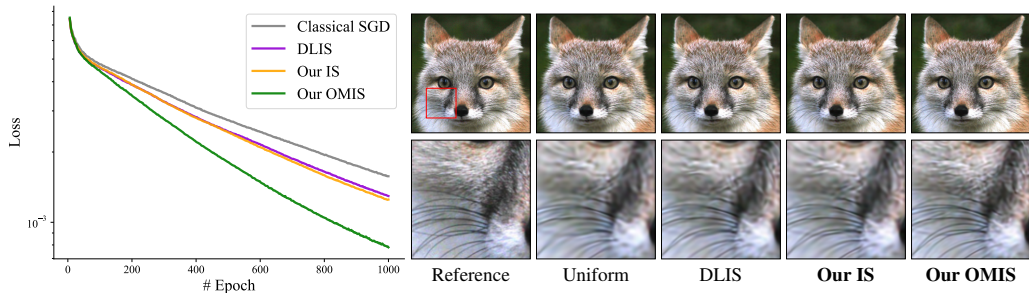 Loss
10⁻³
0
200
400
600
800
1000
# Epoch
Classical SGD
DLIS
Our IS
Our OMIS
Reference
Uniform
DLIS
Our IS
Our OMIS